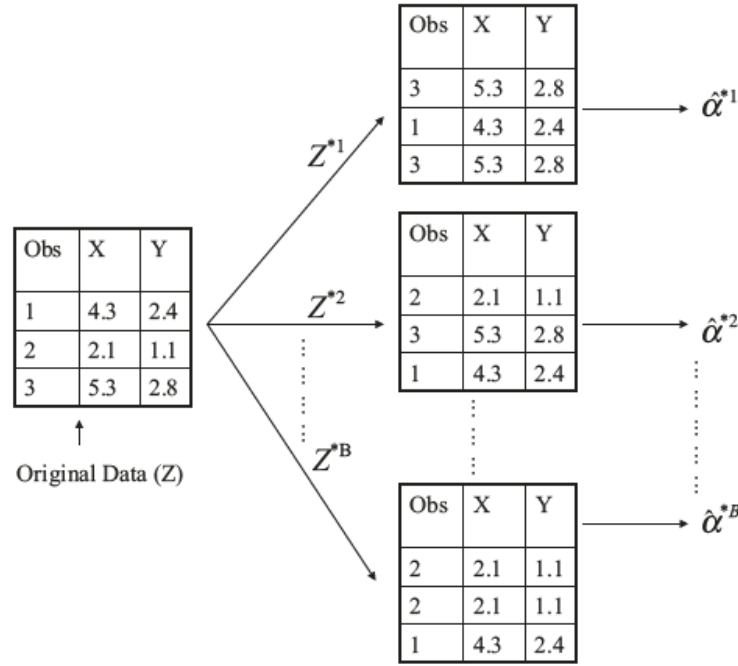 Obs X Y
3 5.3 2.8
1 4.3 2.4
3 5.3 2.8
α̂*1
Z*1
Obs X Y
1 4.3 2.4
2 2.1 1.1
3 5.3 2.8
Original Data (Z)
Z*2
Obs X Y
2 2.1 1.1
3 5.3 2.8
1 4.3 2.4
α̂*2
Z*B
Obs X Y
2 2.1 1.1
2 2.1 1.1
1 4.3 2.4
α̂*B